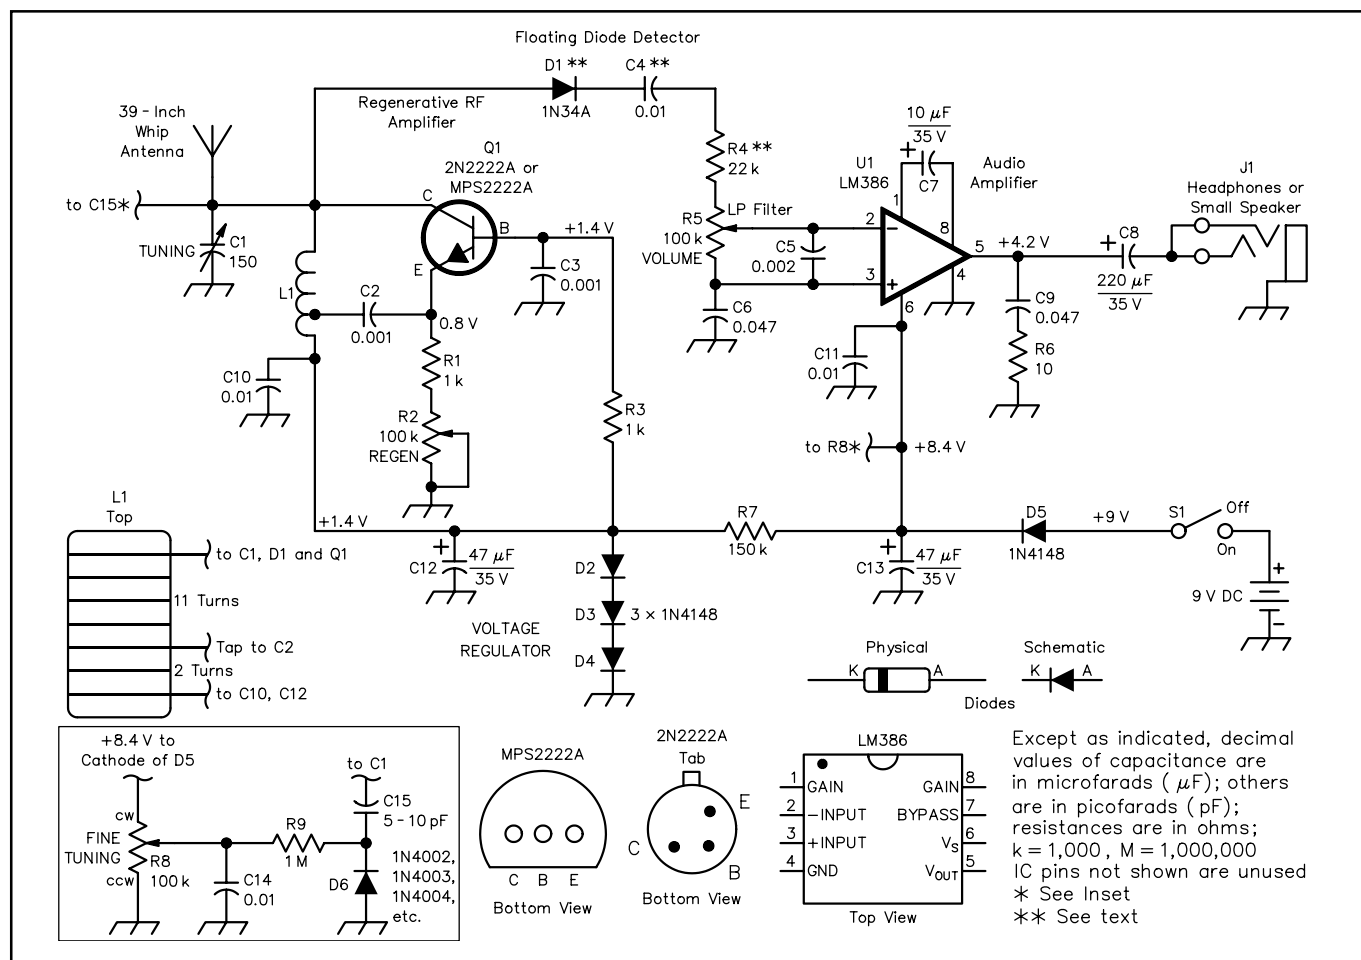 Floating Diode Detector
D1 **
1N34A
C4 **
0.01
Regenerative RF
Amplifier
39 - Inch
Whip
Antenna
to C15*
TUNING
C1
150
Q1
2N2222A or
MPS2222A
C
B
E
+1.4 V
C3
0.001
L1
C2
0.001
0.8 V
C10
0.01
R1
1 k
R2
100 k
REGEN
R3
1 k
R4 **
22 k
R5
100 k
VOLUME
LP Filter
C5
0.002
C6
0.047
U1
LM386
10 µF
35 V
+
C7
Audio
Amplifier
1
2
3
8
5
4
6
−
+
+4.2 V
+
C8
220 µF
35 V
C9
0.047
R6
10
J1
Headphones or
Small Speaker
C11
0.01
to R8*
+8.4 V
+1.4 V
+
C12
47 µF
35 V
R7
150 k
+
C13
47 µF
35 V
D5
1N4148
+9 V
S1
Off
On
9 V DC
+
−
D2
D3
D4
3 × 1N4148
VOLTAGE
REGULATOR
L1
Top
to C1, D1 and Q1
11 Turns
Tap to C2
2 Turns
to C10, C12
Physical
K
A
Schematic
K
A
Diodes
+8.4 V to
Cathode of D5
cw
FINE
TUNING
R8
ccw
100 k
C14
0.01
R9
1 M
to C1
C15
5 - 10 pF
D6
1N4002,
1N4003,
1N4004,
etc.
MPS2222A
C B E
Bottom View
2N2222A
Tab
E
C
B
Bottom View
LM386
1 GAIN
2 −INPUT
3 +INPUT
4 GND
GAIN 8
BYPASS 7
VS 6
VOUT 5
Top View
Except as indicated, decimal
values of capacitance are
in microfarads ( µF); others
are in picofarads ( pF);
resistances are in ohms;
k = 1,000 , M = 1,000,000
IC pins not shown are unused
* See Inset
** See text